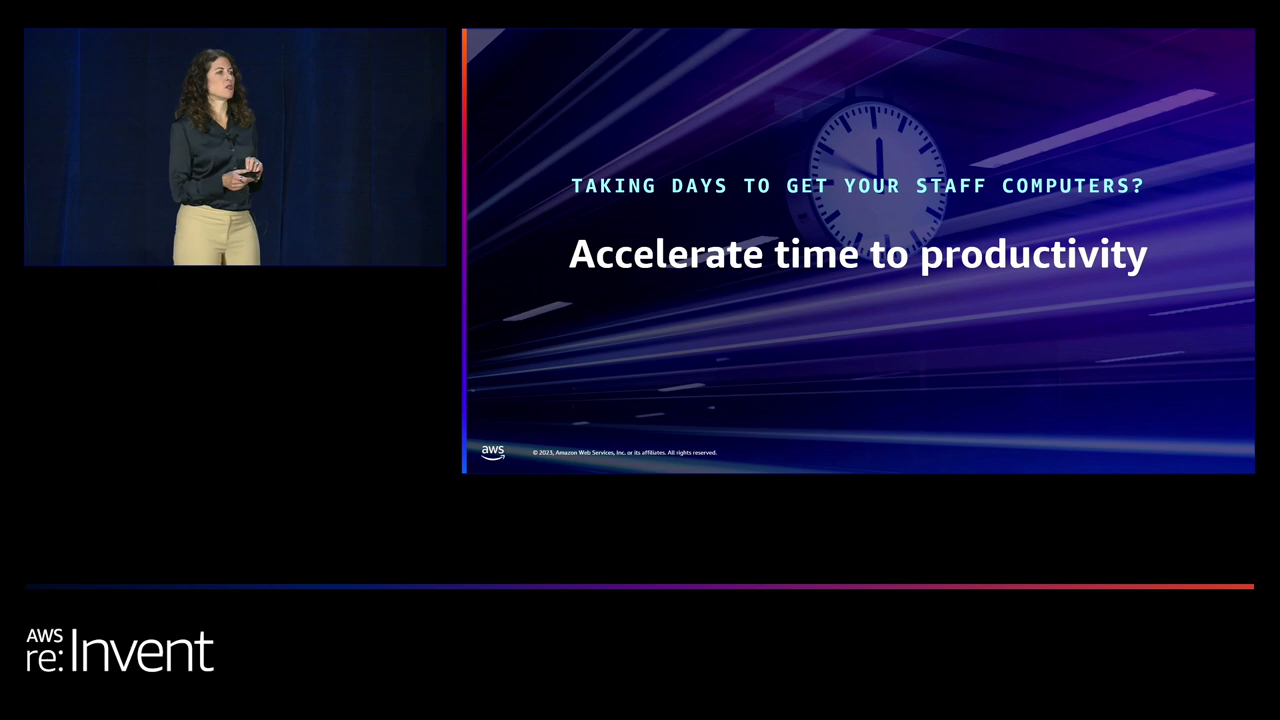 TAKING DAYS TO GET YOUR STAFF COMPUTERS?
Accelerate time to productivity
aws
© 2023, Amazon Web Services, Inc. or its affiliates. All rights reserved.
AWS
re:Invent